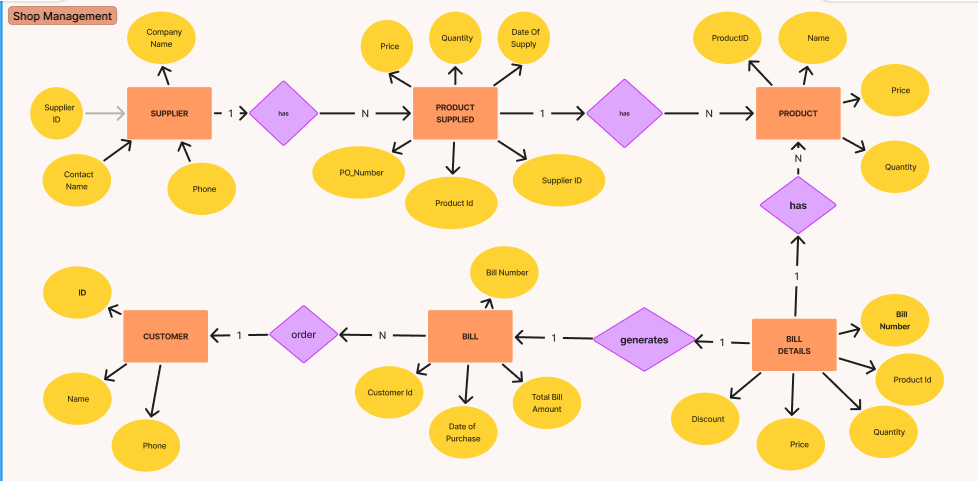 Shop Management
Company
Name
Price
Quantity
Date Of
Supply
ProductID
Name
Supplier
ID
SUPPLIER
1
has
N
PRODUCT
SUPPLIED
1
has
N
PRODUCT
Price
Quantity
Contact
Name
Phone
PO_Number
Product Id
Supplier ID
N
has
1
ID
CUSTOMER
1
order
N
Bill Number
BILL
1
generates
1
BILL
DETAILS
Bill
Number
Product Id
Quantity
Price
Discount
Name
Phone
Customer Id
Date of
Purchase
Total Bill
Amount